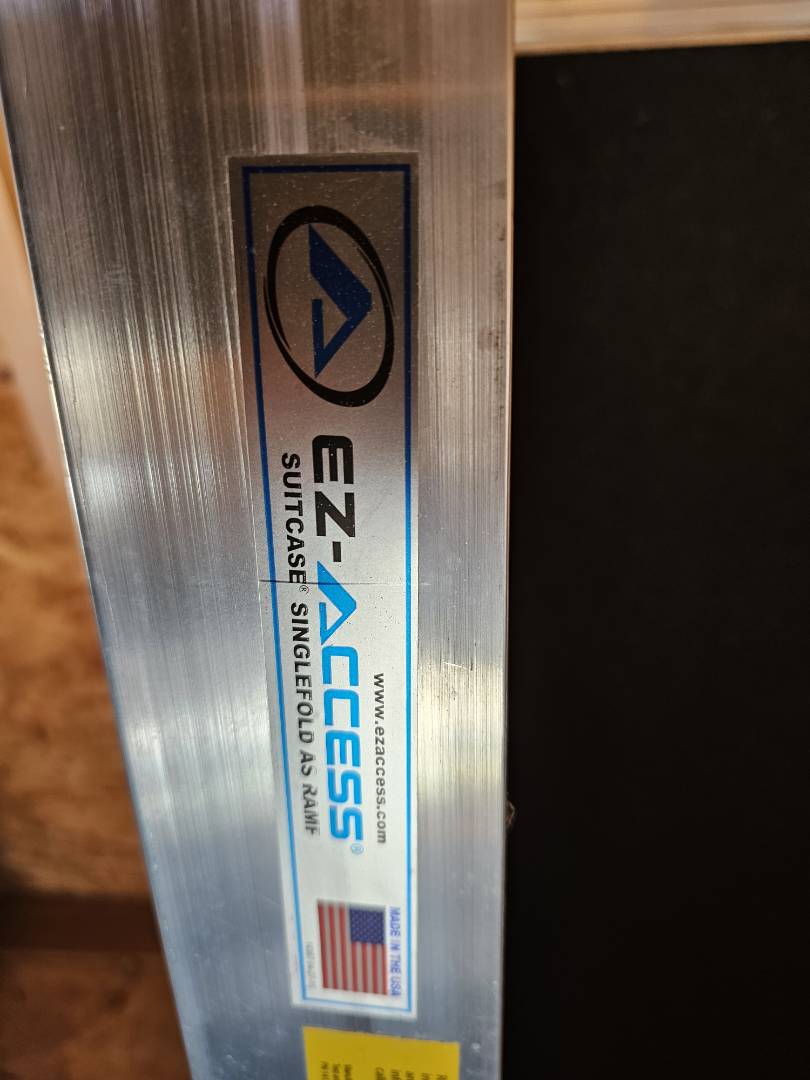 www.ezaccess.com
EZ-ACCESS®
SUITCASE® SINGLEFOLD AS RAMP
MADE IN THE USA